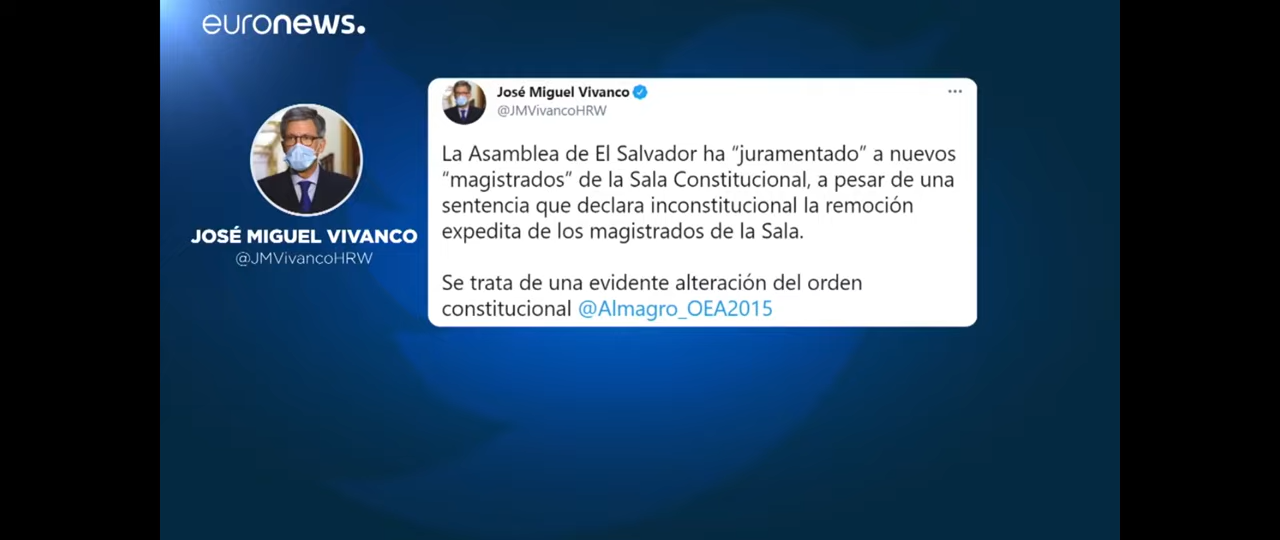 euronews.
JOSÉ MIGUEL VIVANCO
@JMVivancoHRW
José Miguel Vivanco
@JMVivancoHRW
La Asamblea de El Salvador ha “juramentado” a nuevos
“magistrados” de la Sala Constitucional, a pesar de una
sentencia que declara inconstitucional la remoción
expedita de los magistrados de la Sala.
Se trata de una evidente alteración del orden
constitucional @Almagro_OEA2015